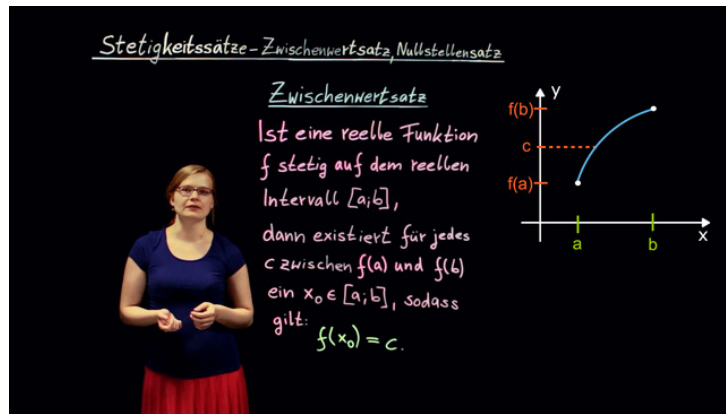 Stetigkeitssätze - Zwischenwertsatz, Nullstellensatz
Zwischenwertsatz
Ist eine reelle Funktion
f stetig auf dem reellen
Intervall [a;b],
dann existiert für jedes
c zwischen f(a) und f(b)
ein x₀ ∈ [a;b], sodass
gilt:
f(x₀) = c.
y
f(b)
c
f(a)
a
b
x